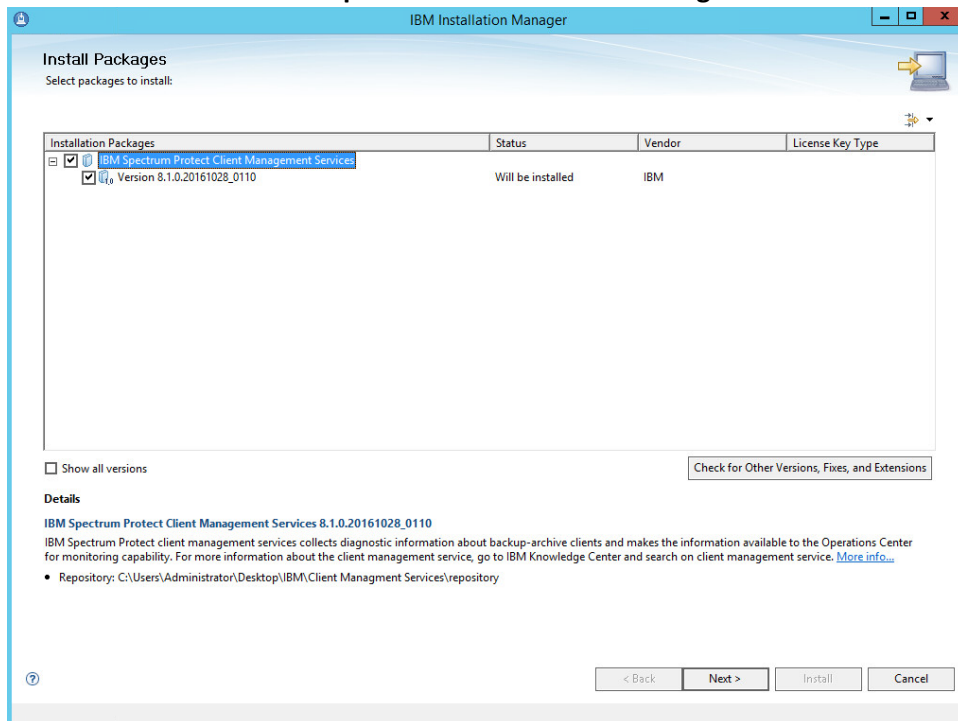 IBM Installation Manager
Install Packages
Select packages to install:
Installation Packages Status Vendor License Key Type
IBM Spectrum Protect Client Management Services
Version 8.1.0.20161028_0110 Will be installed IBM
Show all versions
Check for Other Versions, Fixes, and Extensions
Details
IBM Spectrum Protect Client Management Services 8.1.0.20161028_0110
IBM Spectrum Protect client management services collects diagnostic information about backup-archive clients and makes the information available to the Operations Center
for monitoring capability. For more information about the client management service, go to IBM Knowledge Center and search on client management service. More info...
• Repository: C:\Users\Administrator\Desktop\IBM\Client Managment Services\repository
< Back Next > Install Cancel